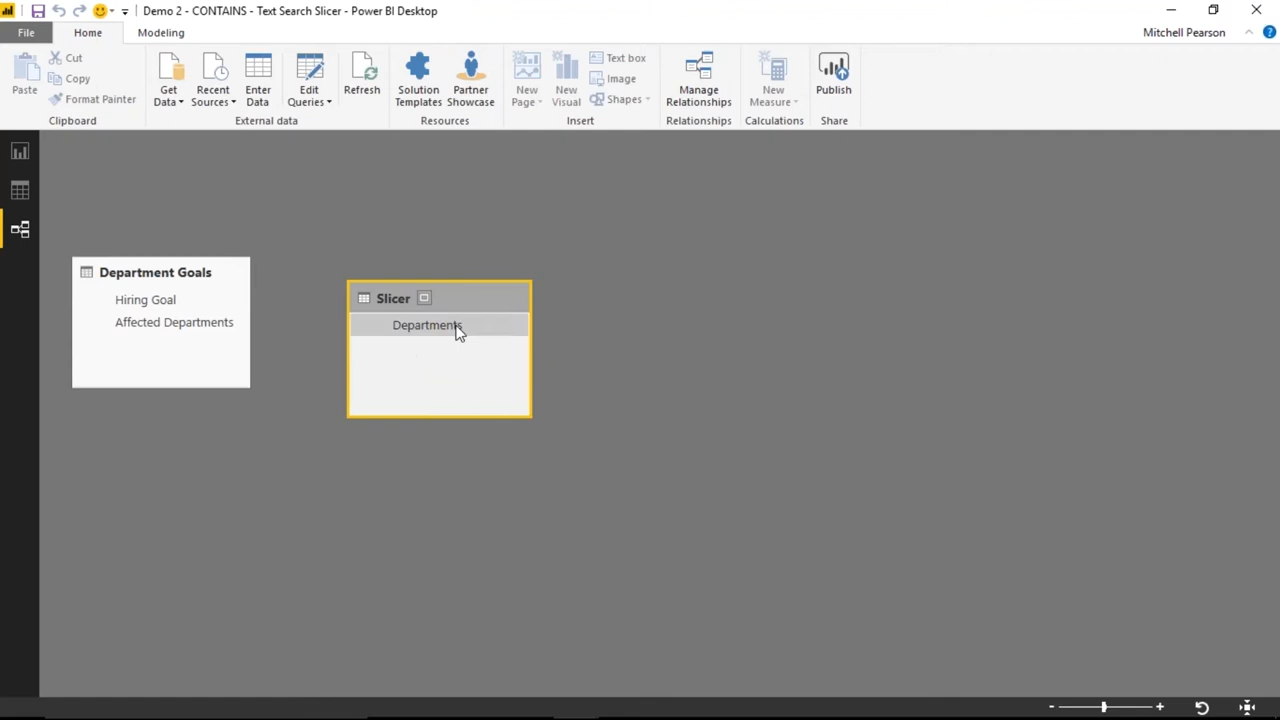 Demo 2 - CONTAINS - Text Search Slicer - Power BI Desktop
File
Home
Modeling
Mitchell Pearson
Paste
Cut
Copy
Format Painter
Clipboard
Get Data
Recent Sources
Enter Data
Edit Queries
Refresh
External data
Solution Templates
Partner Showcase
Resources
New Page
New Visual
Text box
Image
Shapes
Insert
Manage Relationships
Relationships
New Measure
Calculations
Publish
Share
Department Goals
Hiring Goal
Affected Departments
Slicer
Departments